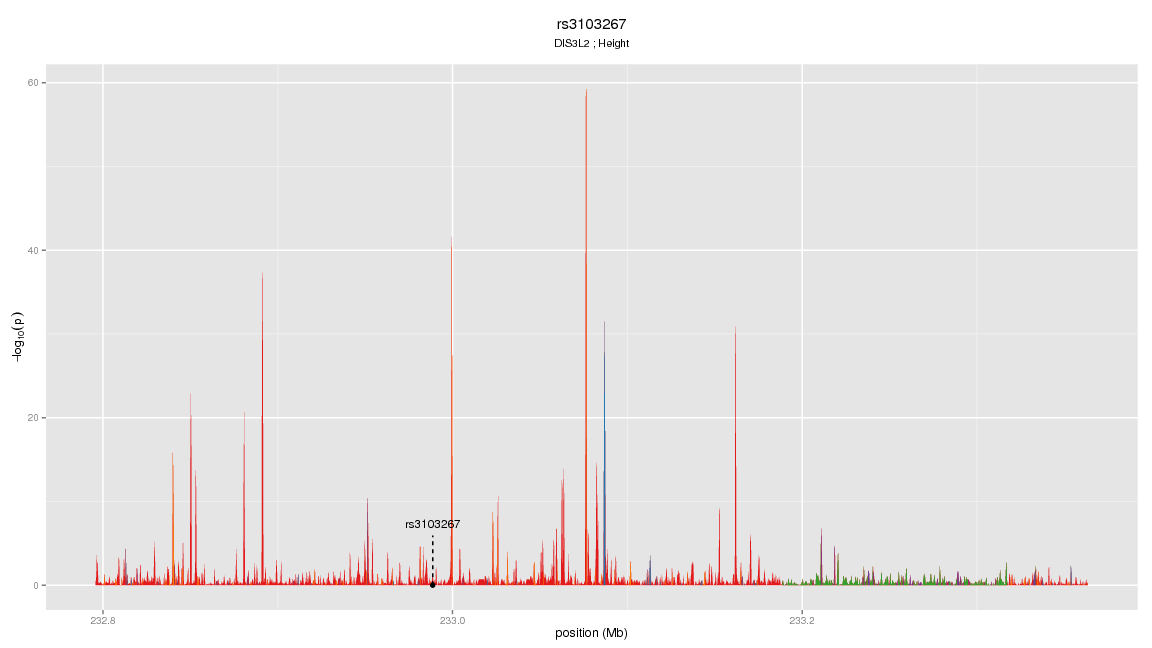 rs3103267
DIS3L2 ; Height
60
40
20
0
−log10(p)
rs3103267
232.8
233.0
233.2
position (Mb)